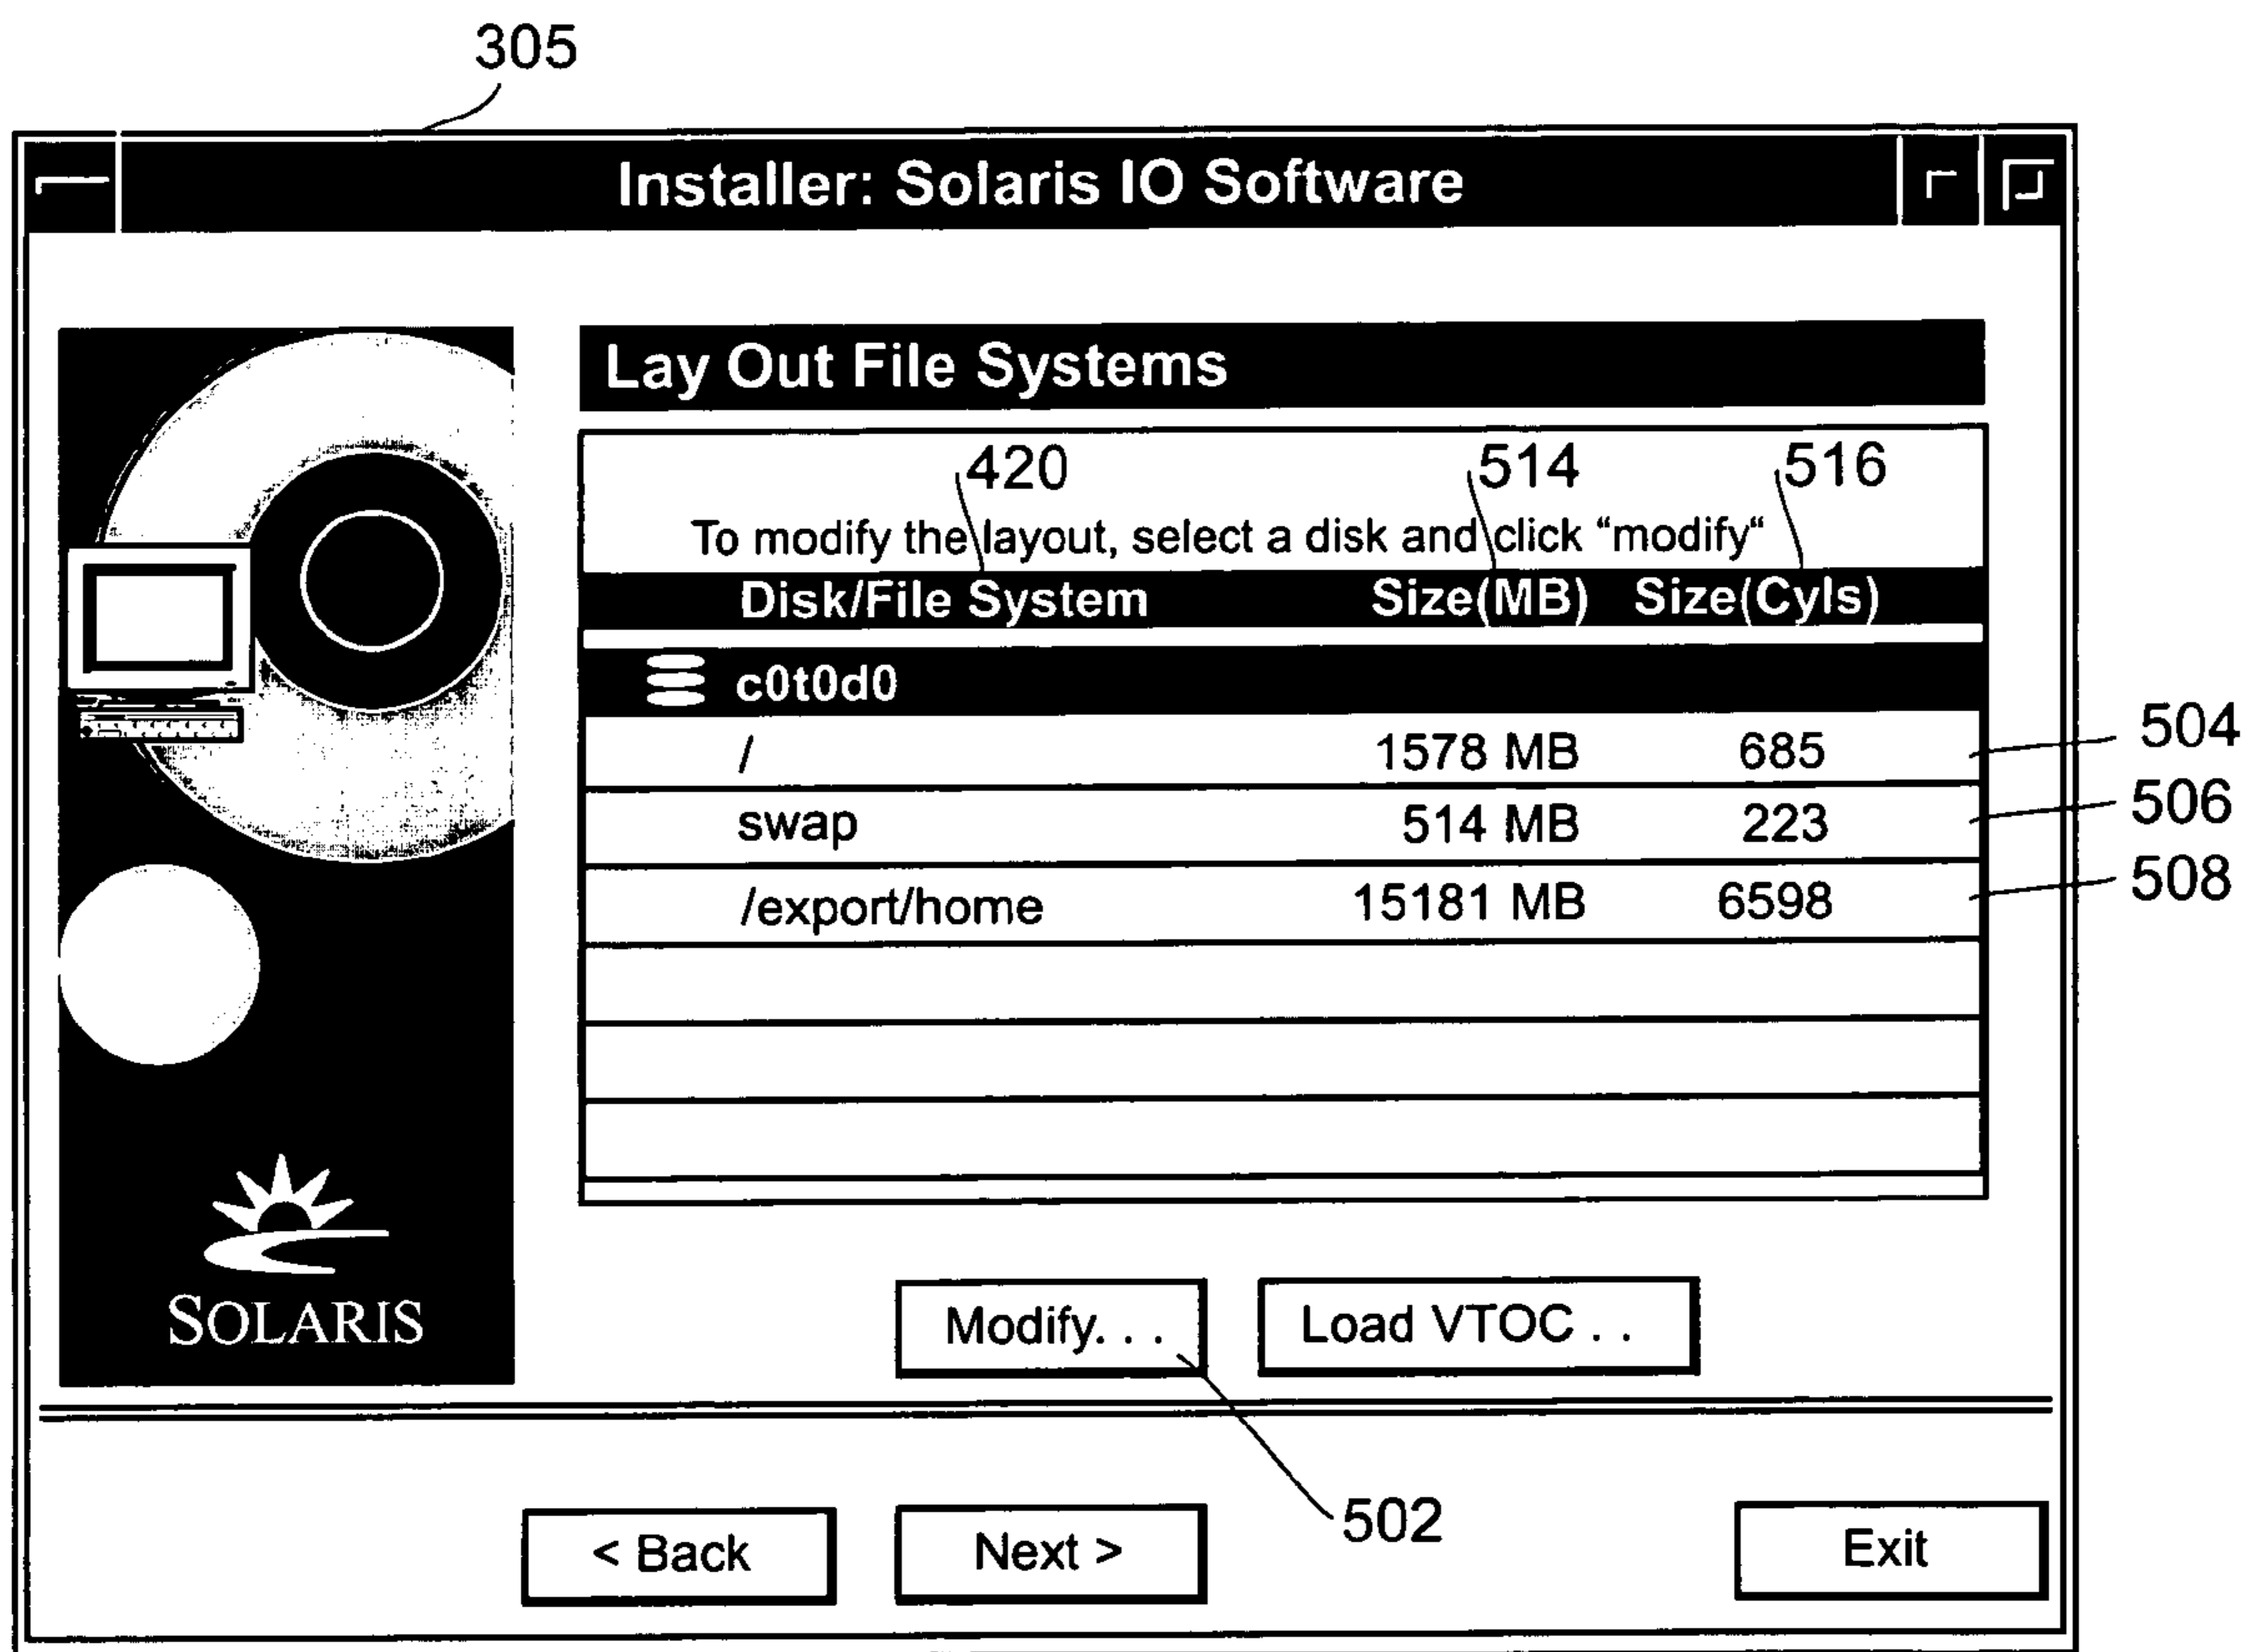 305
Installer: Solaris IO Software
Lay Out File Systems
420 514 516
To modify the layout, select a disk and click “modify“
Disk/File System Size(MB) Size(Cyls)
c0t0d0
/ 1578 MB 685 504
swap 514 MB 223 506
/export/home 15181 MB 6598 508
SOLARIS
Modify. . . Load VTOC . .
502
< Back Next > Exit